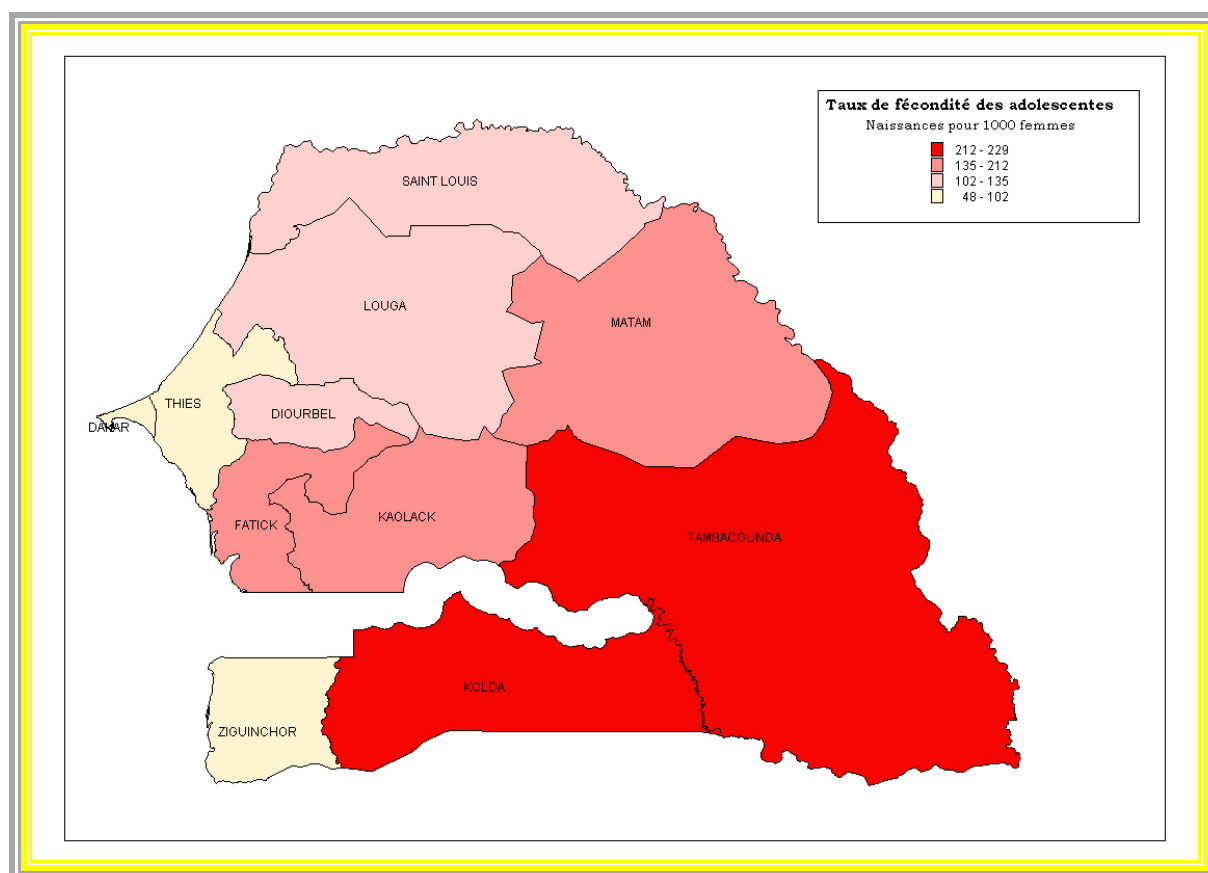 Taux de fécondité des adolescentes
Naissances pour 1000 femmes
212 - 229
135 - 212
102 - 135
48 - 102
SAINT LOUIS
LOUGA
MATAM
THIES
DIOURBEL
DAKAR
FATICK
KAOLACK
TAMBACOUNDA
KOLDA
ZIGUINCHOR